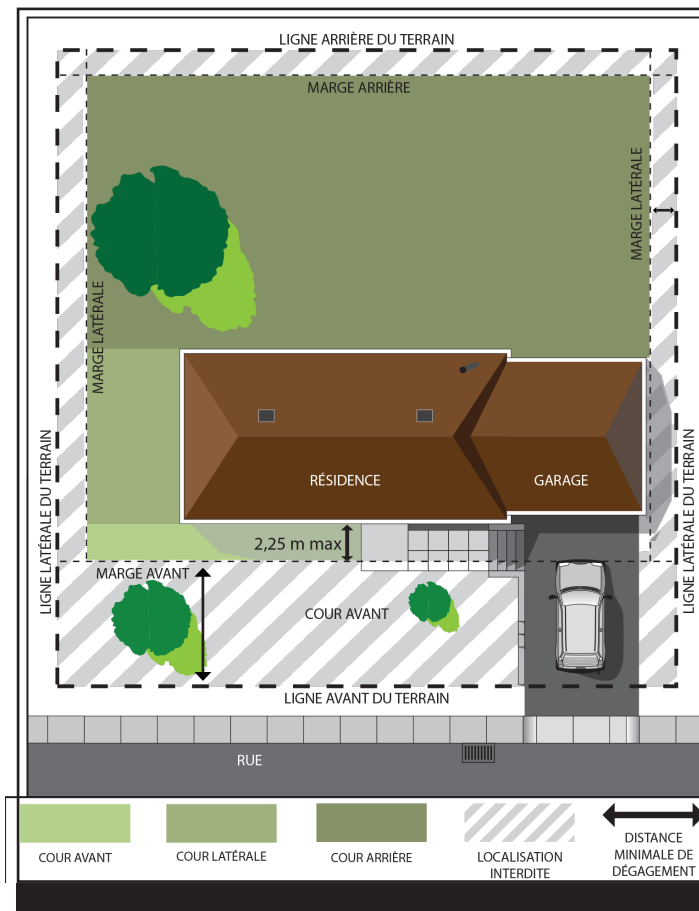 LIGNE ARRIÈRE DU TERRAIN
MARGE ARRIÈRE
MARGE LATÉRALE
MARGE LATÉRALE
LIGNE LATÉRALE DU TERRAIN
LIGNE LATÉRALE DU TERRAIN
RÉSIDENCE
GARAGE
2,25 m max
MARGE AVANT
COUR AVANT
LIGNE AVANT DU TERRAIN
RUE
COUR AVANT
COUR LATÉRALE
COUR ARRIÈRE
LOCALISATION
INTERDITE
DISTANCE
MINIMALE DE
DÉGAGEMENT